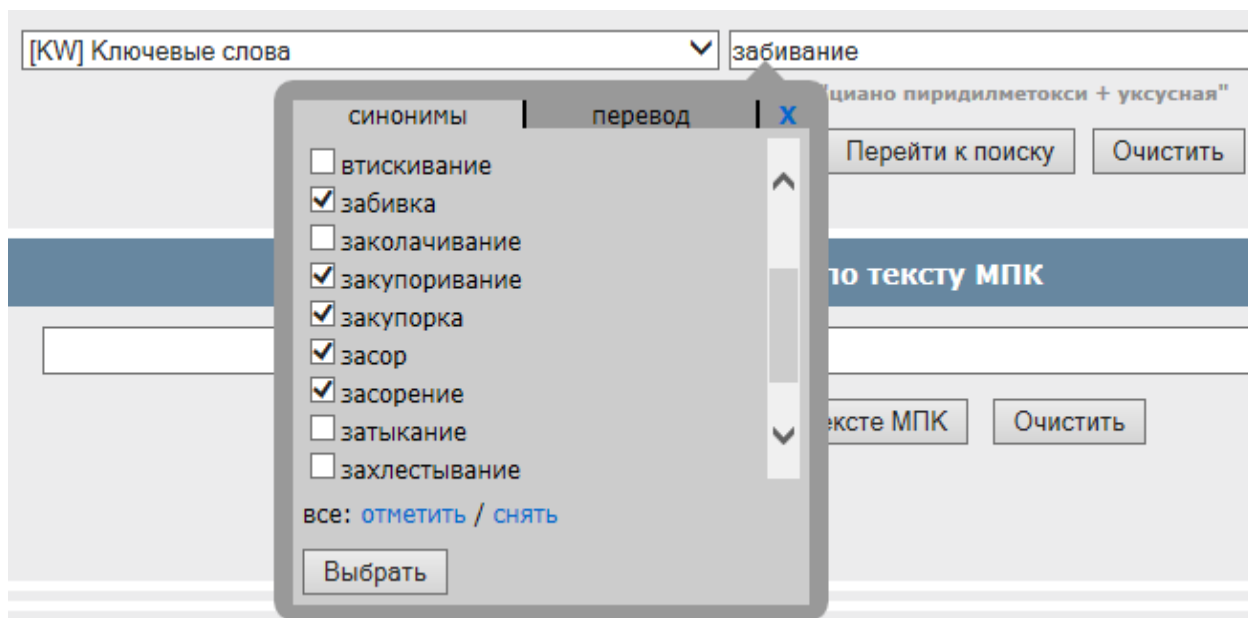 [KW] Ключевые слова
забивание
циано пиридилметокси + уксусная"
синонимы перевод x
Перейти к поиску Очистить
втискивание
забивка
заколачивание
закупоривание
по тексту МПК
закупорка
засор
засорение
тексте МПК Очистить
затыкание
захлестывание
все: отметить / снять
Выбрать